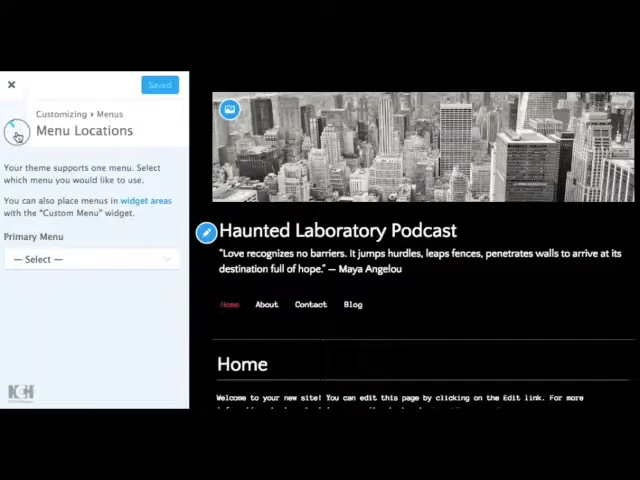 Saved
Customizing ▸ Menus
Menu Locations
Your theme supports one menu. Select
which menu you would like to use.
You can also place menus in widget areas
with the “Custom Menu” widget.
Primary Menu
— Select —
Haunted Laboratory Podcast
“Love recognizes no barriers. It jumps hurdles, leaps fences, penetrates walls to arrive at its
destination full of hope.” — Maya Angelou
Home About Contact Blog
Home
Welcome to your new site! You can edit this page by clicking on the Edit link. For more